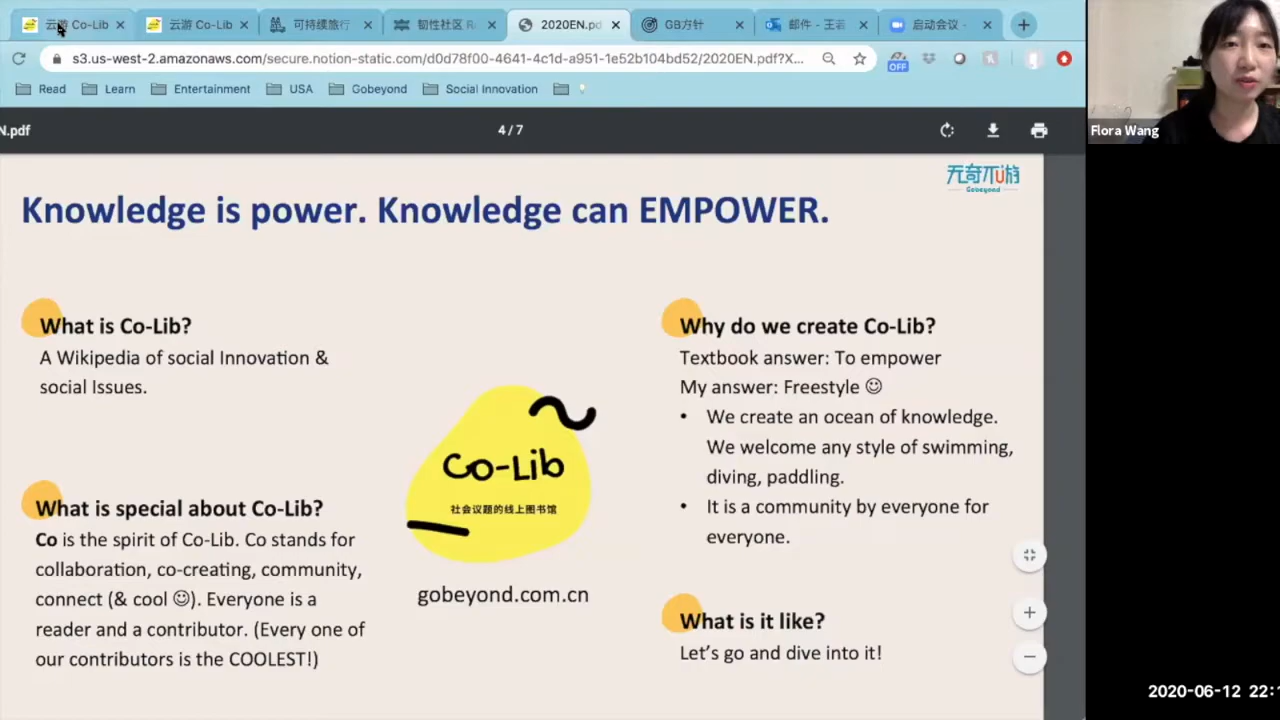 云游 Co-Lib
云游 Co-Lib
可持续旅行
韧性社区 R
2020EN.pd
GB方针
邮件 - 王若
启动会议 -
s3.us-west-2.amazonaws.com/secure.notion-static.com/d0d78f00-4641-4c1d-a951-1e52b104bd52/2020EN.pdf?X...
OFF
Read
Learn
Entertainment
USA
Gobeyond
Social Innovation
N.pdf
4 / 7
Flora Wang
无奇不游
Gobeyond
Knowledge is power. Knowledge can EMPOWER.
What is Co-Lib?
A Wikipedia of social Innovation &
social Issues.
What is special about Co-Lib?
Co is the spirit of Co-Lib. Co stands for
collaboration, co-creating, community,
connect (& cool ☺). Everyone is a
reader and a contributor. (Every one of
our contributors is the COOLEST!)
Co-Lib
社会议题的线上图书馆
gobeyond.com.cn
Why do we create Co-Lib?
Textbook answer: To empower
My answer: Freestyle ☺
• We create an ocean of knowledge.
We welcome any style of swimming,
diving, paddling.
• It is a community by everyone for
everyone.
What is it like?
Let's go and dive into it!
2020-06-12 22: